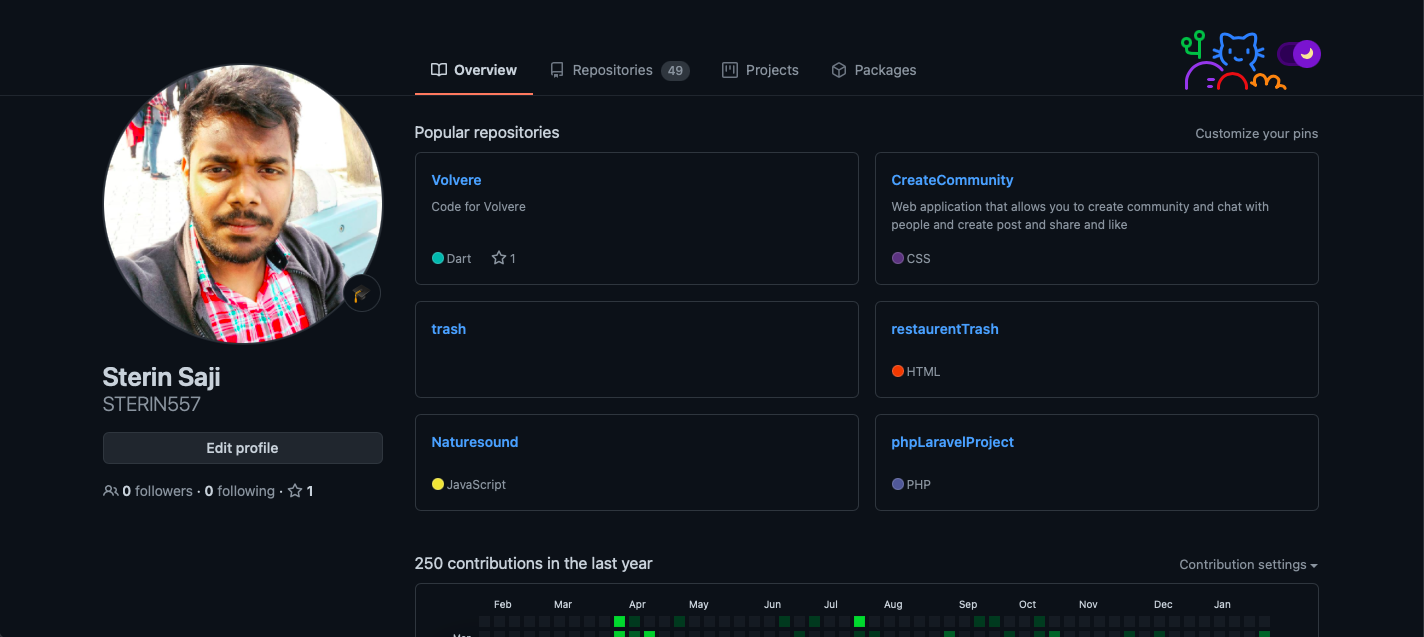 Overview
Repositories 49
Projects
Packages
Popular repositories
Customize your pins
Volvere
Code for Volvere
Dart 1
CreateCommunity
Web application that allows you to create community and chat with
people and create post and share and like
CSS
trash
restaurentTrash
HTML
Naturesound
JavaScript
phpLaravelProject
PHP
Sterin Saji
STERIN557
Edit profile
0 followers · 0 following · 1
250 contributions in the last year
Contribution settings
Feb Mar Apr May Jun Jul Aug Sep Oct Nov Dec Jan